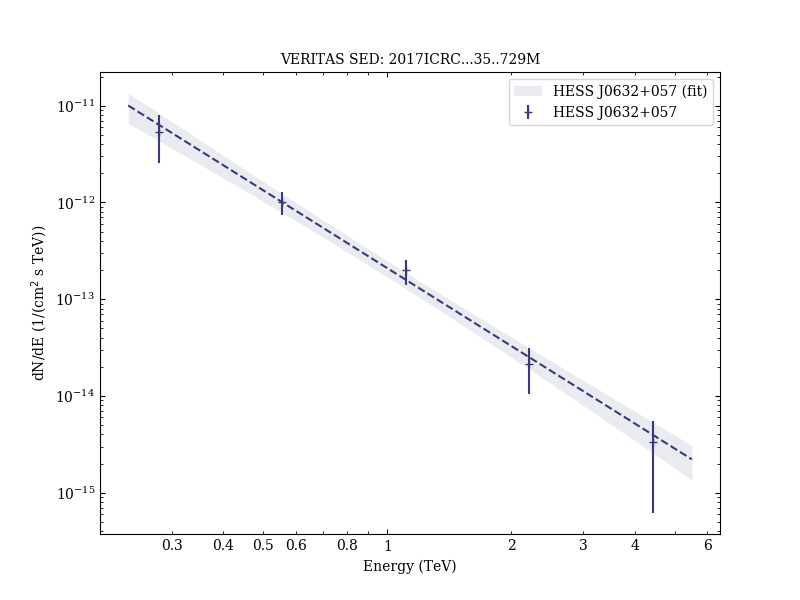 VERITAS SED: 2017ICRC...35..729M
HESS J0632+057 (fit)
HESS J0632+057
dN/dE (1/(cm² s TeV))
10⁻¹¹
10⁻¹²
10⁻¹³
10⁻¹⁴
10⁻¹⁵
0.3 0.4 0.5 0.6 0.8 1 2 3 4 6
Energy (TeV)